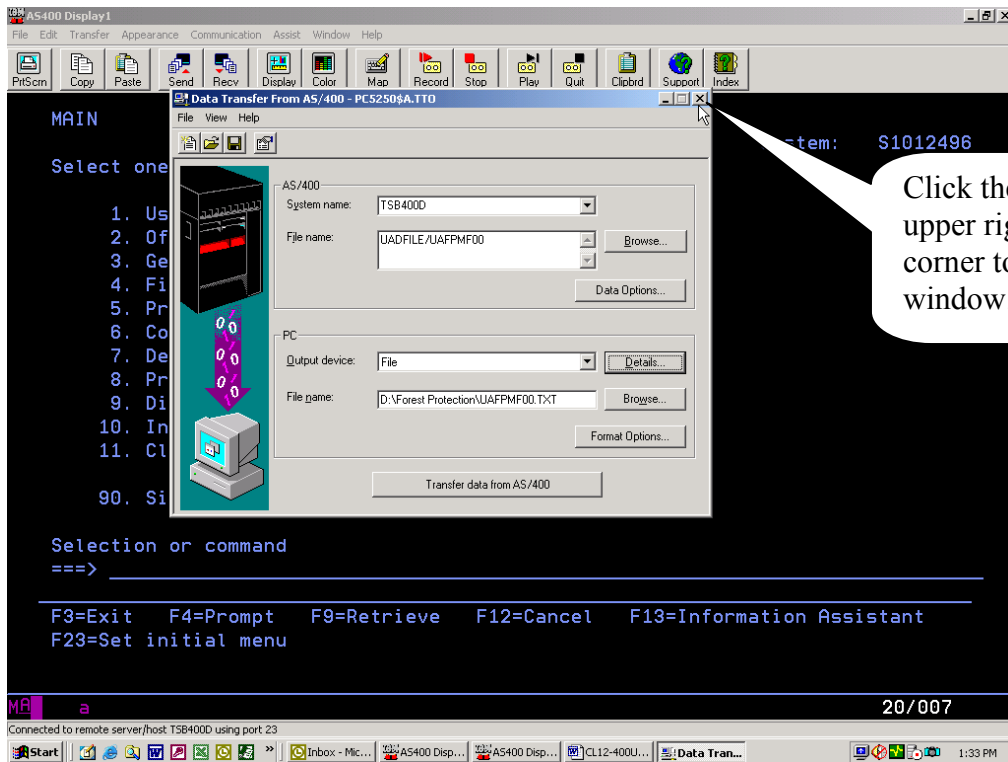 AS400 Display1
File Edit Transfer Appearance Communication Assist Window Help
PrtScrn Copy Paste Send Recv Display Color Map Record Stop Play Quit Clipbrd Support Index
Data Transfer From AS/400 - PC5250$A.TTO
File View Help
MAIN
stem: S1012496
Select one
AS/400
System name: TSB400D
File name: UADFILE/UAFPMF00 Browse...
Data Options...
PC
Output device: File Details...
File name: D:\Forest Protection\UAFPMF00.TXT Browse...
Format Options...
Transfer data from AS/400
1. Us
2. Of
3. Ge
4. Fi
5. Pr
6. Co
7. De
8. Pr
9. Di
10. In
11. Cl
90. Si
Click the
upper rig
corner to
window
Selection or command
===>
F3=Exit F4=Prompt F9=Retrieve F12=Cancel F13=Information Assistant
F23=Set initial menu
MA a 20/007
Connected to remote server/host TSB400D using port 23
Start » Inbox - Mic... AS400 Disp... AS400 Disp... CL12-400U... Data Tran... 1:33 PM